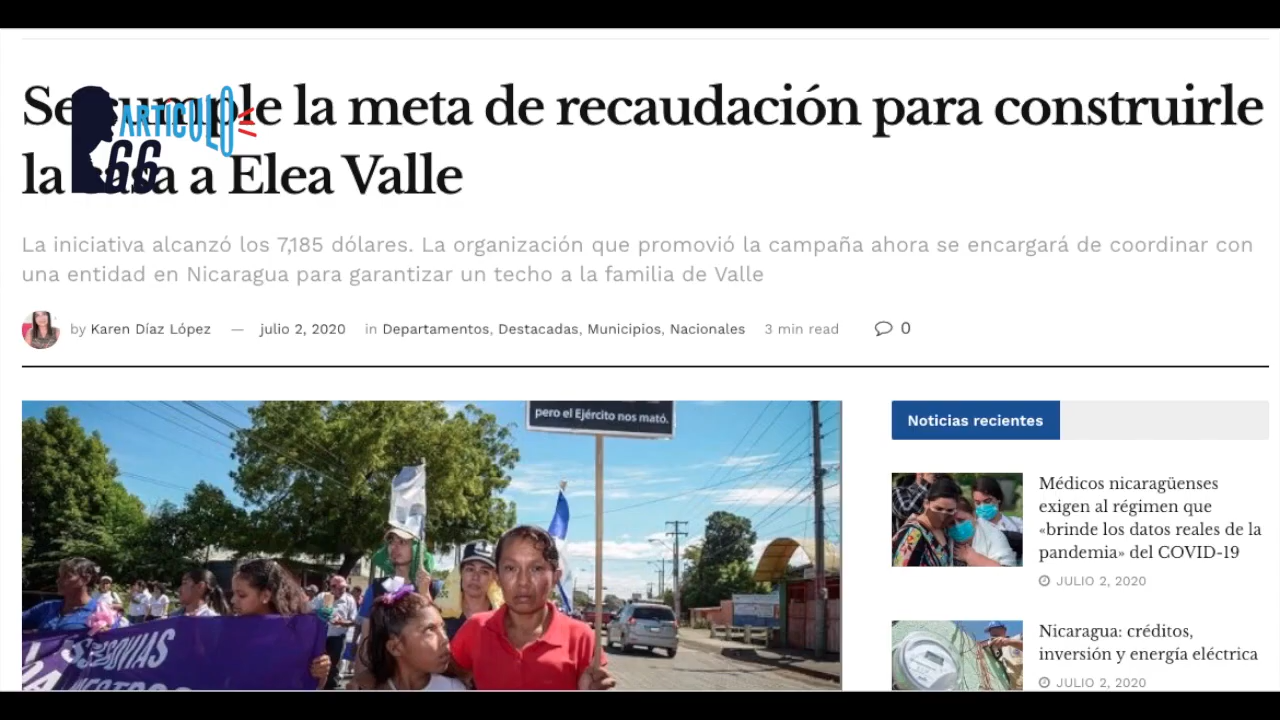 Se cumple la meta de recaudación para construirle
la casa a Elea Valle
ARTICULO
66
La iniciativa alcanzó los 7,185 dólares. La organización que promovió la campaña ahora se encargará de coordinar con
una entidad en Nicaragua para garantizar un techo a la familia de Valle
by Karen Díaz López — julio 2, 2020 in Departamentos, Destacadas, Municipios, Nacionales 3 min read 0
pero el Ejército nos mató.
Noticias recientes
Médicos nicaragüenses
exigen al régimen que
«brinde los datos reales de la
pandemia» del COVID-19
JULIO 2, 2020
Nicaragua: créditos,
inversión y energía eléctrica
JULIO 2, 2020